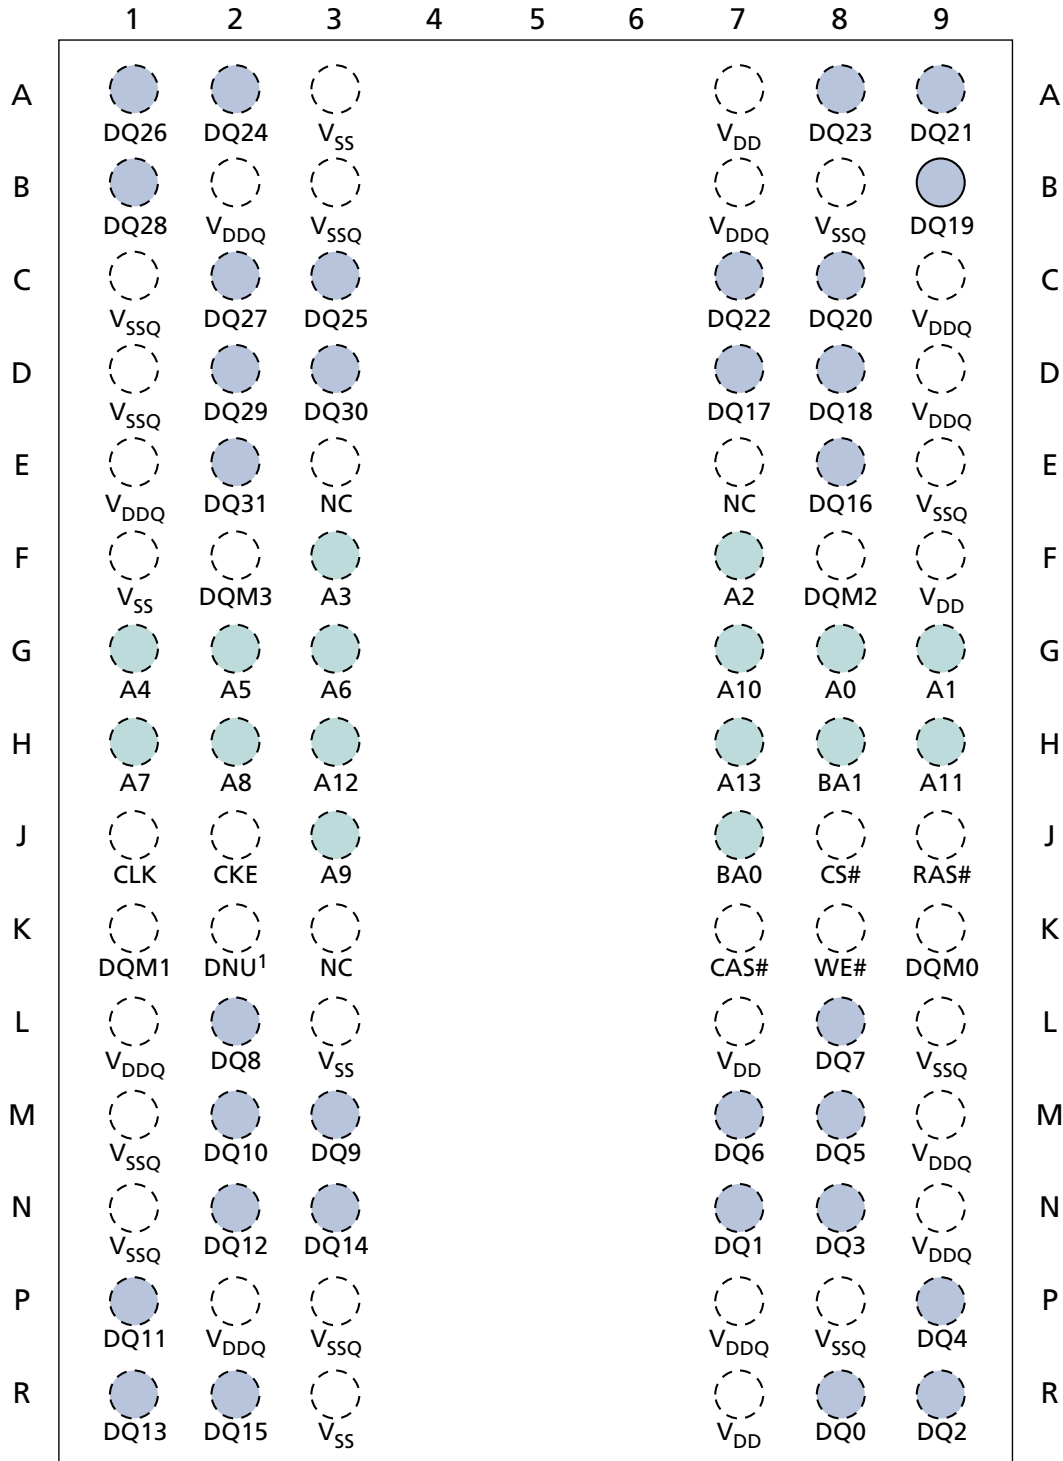 1 2 3 4 5 6 7 8 9
A A
DQ26 DQ24 VSS VDD DQ23 DQ21
B B
DQ28 VDDQ VSSQ VDDQ VSSQ DQ19
C C
VSSQ DQ27 DQ25 DQ22 DQ20 VDDQ
D D
VSSQ DQ29 DQ30 DQ17 DQ18 VDDQ
E E
VDDQ DQ31 NC NC DQ16 VSSQ
F F
VSS DQM3 A3 A2 DQM2 VDD
G G
A4 A5 A6 A10 A0 A1
H H
A7 A8 A12 A13 BA1 A11
J J
CLK CKE A9 BA0 CS# RAS#
K K
DQM1 DNU1 NC CAS# WE# DQM0
L L
VDDQ DQ8 VSS VDD DQ7 VSSQ
M M
VSSQ DQ10 DQ9 DQ6 DQ5 VDDQ
N N
VSSQ DQ12 DQ14 DQ1 DQ3 VDDQ
P P
DQ11 VDDQ VSSQ VDDQ VSSQ DQ4
R R
DQ13 DQ15 VSS VDD DQ0 DQ2